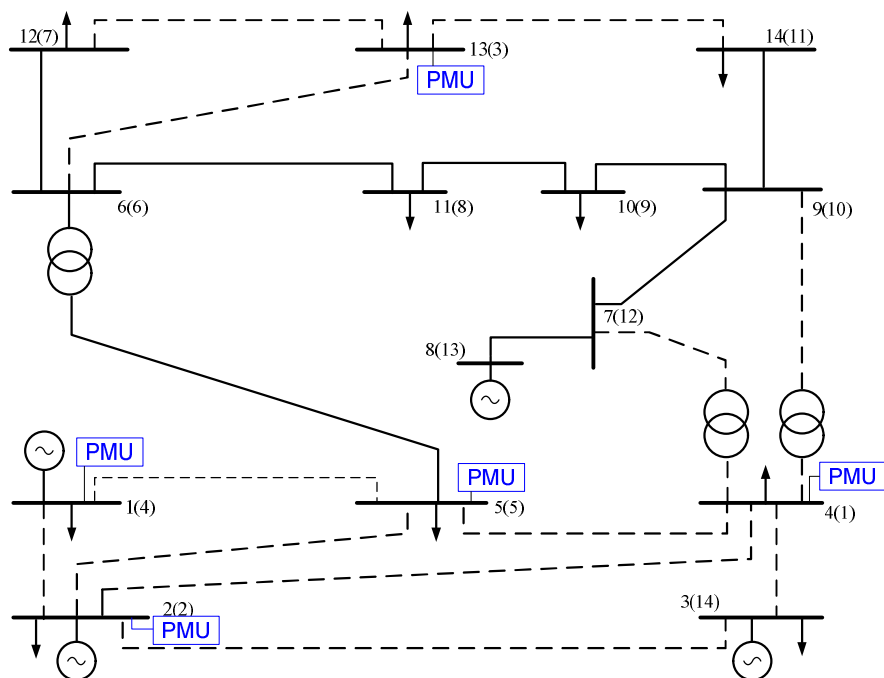 12(7)
13(3)
14(11)
PMU
6(6)
11(8)
10(9)
9(10)
7(12)
8(13)
PMU
PMU
PMU
1(4)
5(5)
4(1)
2(2)
3(14)
PMU